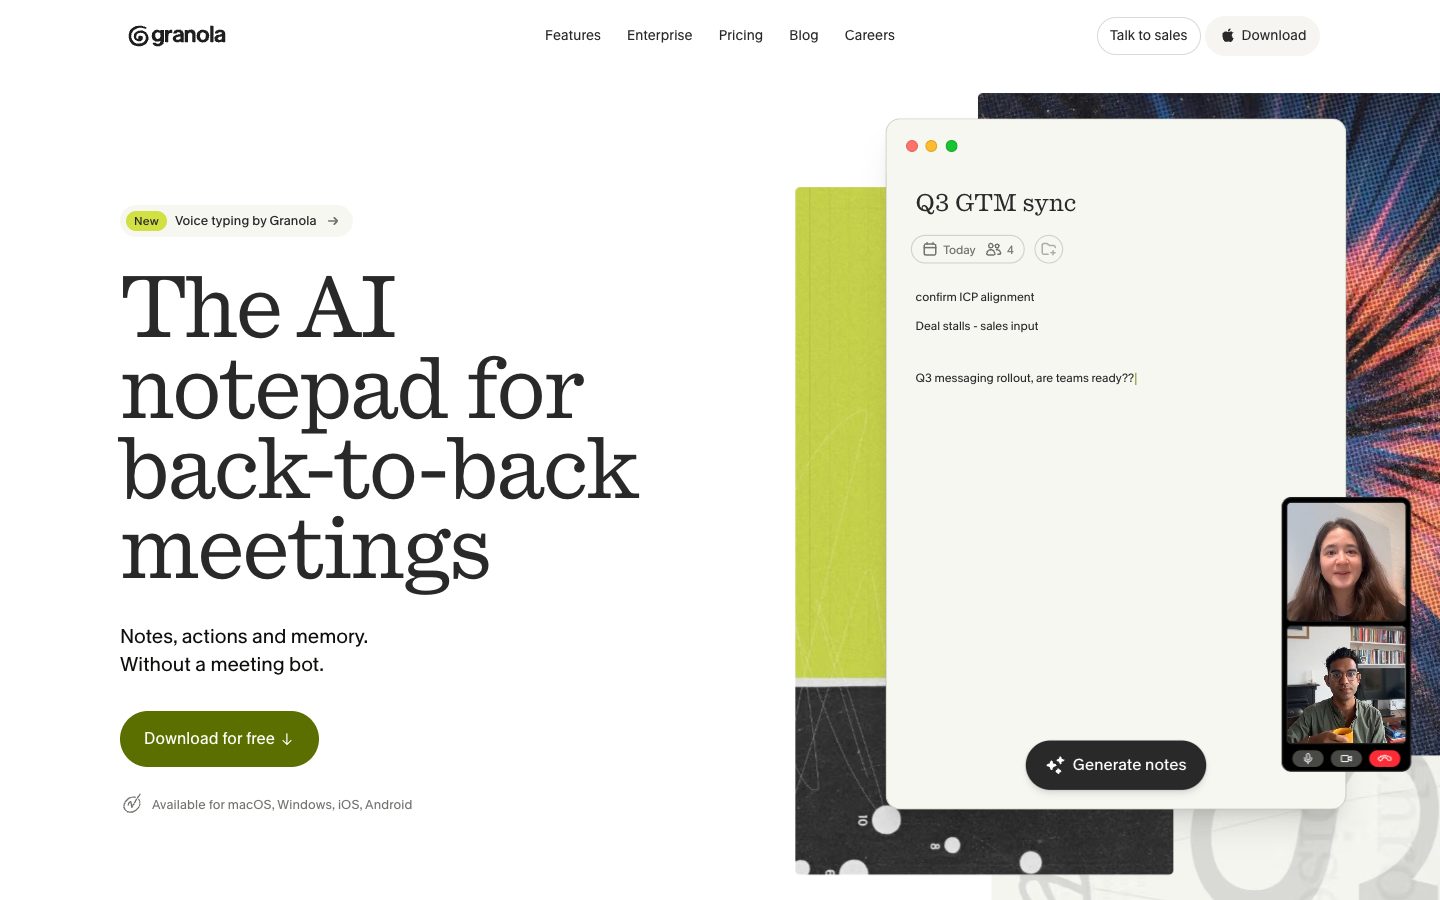 granola
Features
Enterprise
Pricing
Blog
Careers
Talk to sales
Download
New
Voice typing by Granola →
The AI
notepad for
back-to-back
meetings
Notes, actions and memory.
Without a meeting bot.
Download for free ↓
Available for macOS, Windows, iOS, Android
Q3 GTM sync
Today
4
confirm ICP alignment
Deal stalls - sales input
Q3 messaging rollout, are teams ready??
Generate notes
10
8